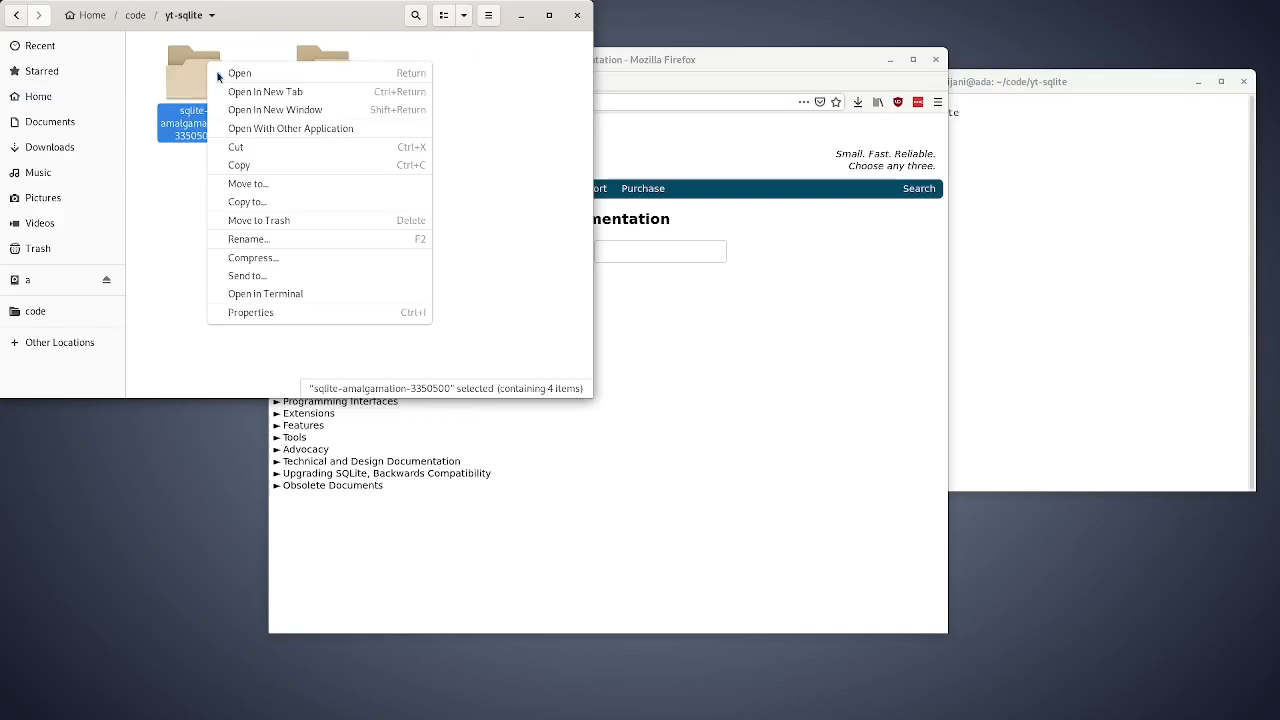 Home
code
yt-sqlite
Recent
Starred
Home
Documents
Downloads
Music
Pictures
Videos
Trash
a
code
Other Locations
sqlite-
3350500
Open Return
Open In New Tab Ctrl+Return
Open In New Window Shift+Return
Open With Other Application
Cut Ctrl+X
Copy Ctrl+C
Move to…
Copy to…
Move to Trash Delete
Rename… F2
Compress…
Send to…
Open in Terminal
Properties Ctrl+I
“sqlite-amalgamation-3350500” selected (containing 4 items)
ntation - Mozilla Firefox
Small. Fast. Reliable.
Choose any three.
ort Purchase Search
mentation
► Programming Interfaces
► Extensions
► Features
► Tools
► Advocacy
► Technical and Design Documentation
► Upgrading SQLite, Backwards Compatibility
► Obsolete Documents
ijani@ada: ~/code/yt-sqlite
te